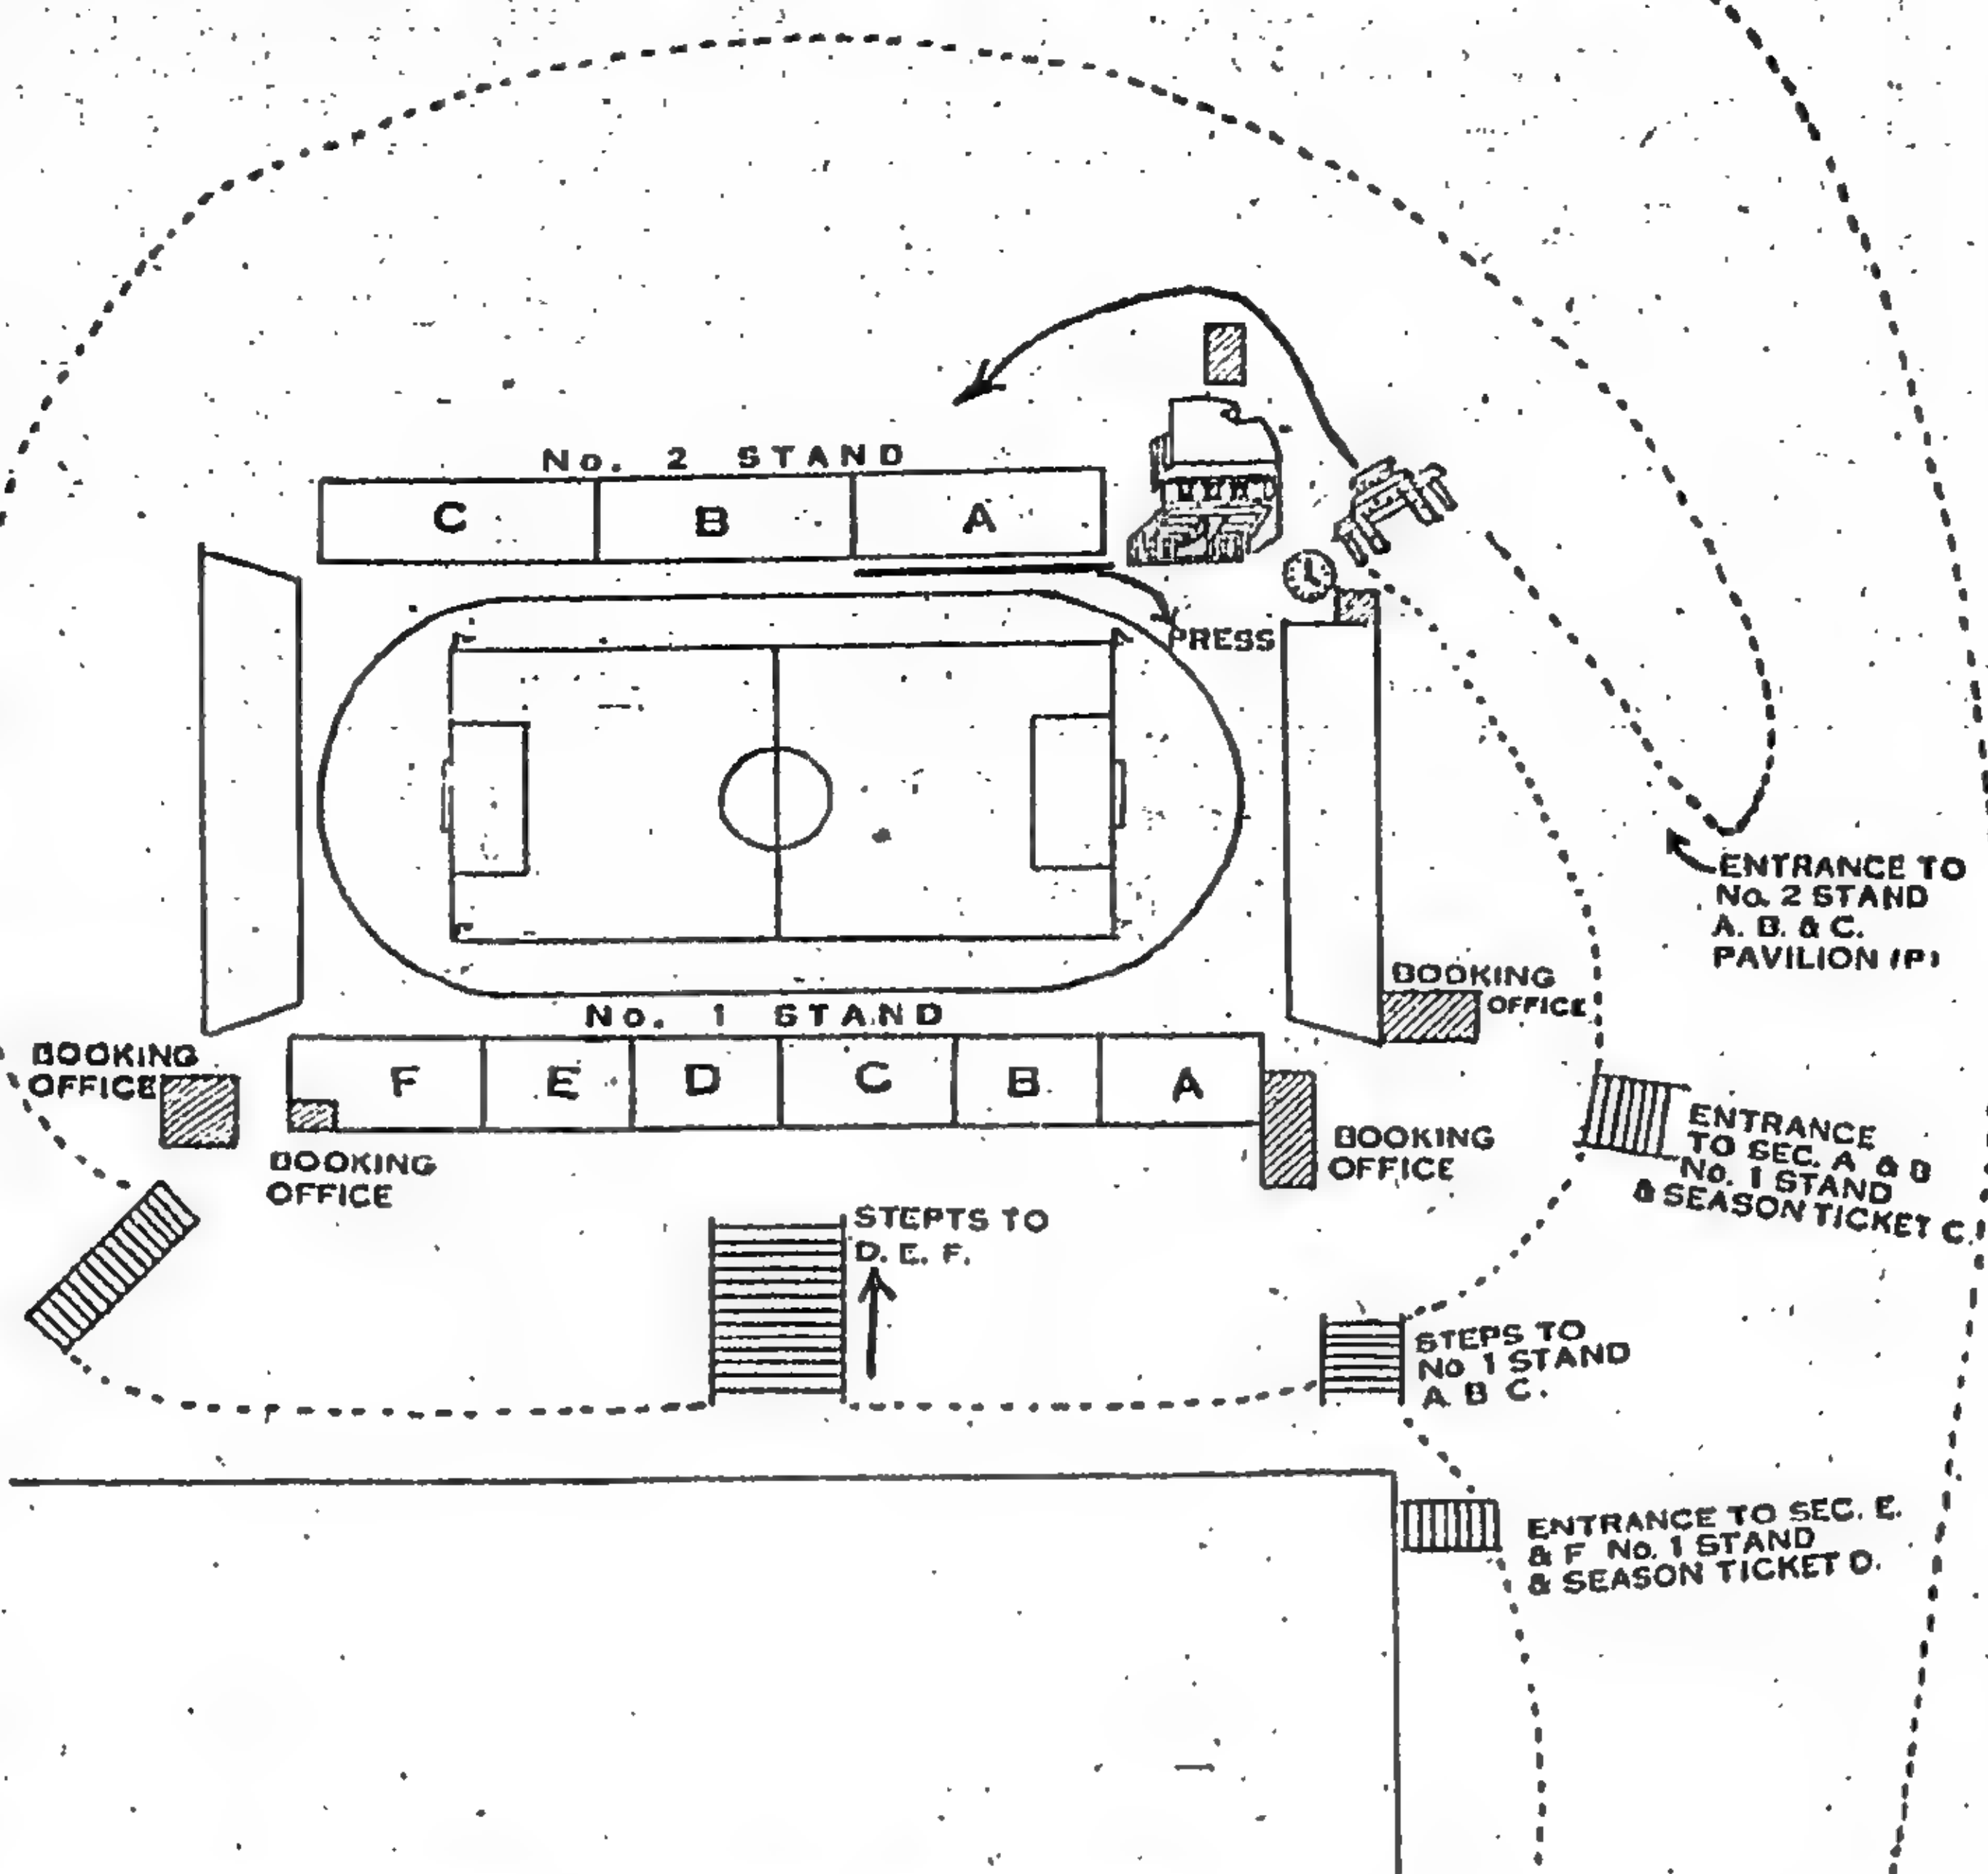 No. 2 STAND
C B A
PRESS
ENTRANCE TO
No. 2 STAND
A. B. & C.
PAVILION (P)
BOOKING
OFFICE
No. 1 STAND
F E D C B A
BOOKING
OFFICE
BOOKING
OFFICE
BOOKING
OFFICE
ENTRANCE
TO SEC. A & B
No. 1 STAND
& SEASON TICKET C.
STEPTS TO
D. E. F.
STEPS TO
No 1 STAND
A B C.
ENTRANCE TO SEC. E.
& F No. 1 STAND
& SEASON TICKET D.